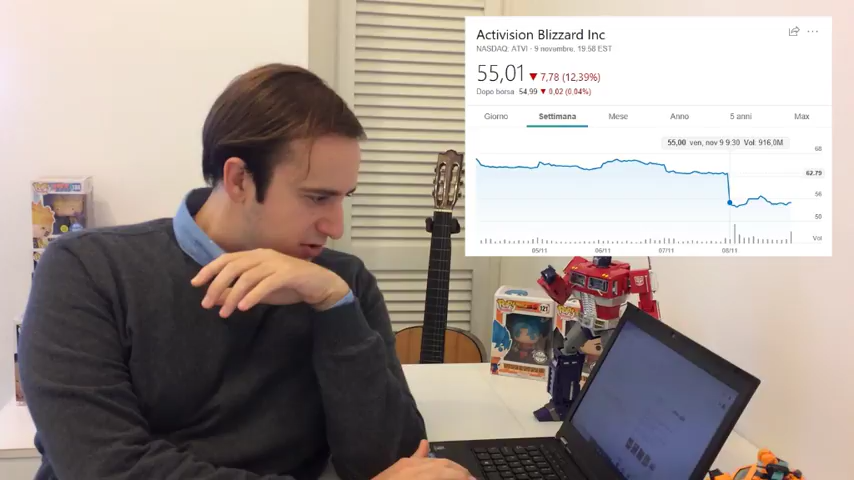 Activision Blizzard Inc
NASDAQ: ATVI - 9 novembre, 19:58 EST
55,01 ▼ 7,78 (12,39%)
Dopo borsa 54,99 ▼ 0,02 (0,04%)
Giorno Settimana Mese Anno 5 anni Max
55,00 ven, nov 9 9:30 Vol: 916,0M
68
62.79
56
50
Vol
05/11 06/11 07/11 08/11
121